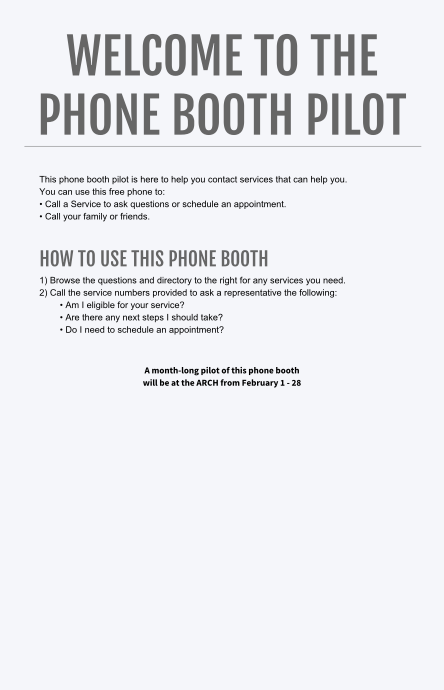 WELCOME TO THE
PHONE BOOTH PILOT
This phone booth pilot is here to help you contact services that can help you.
You can use this free phone to:
• Call a Service to ask questions or schedule an appointment.
• Call your family or friends.
HOW TO USE THIS PHONE BOOTH
1) Browse the questions and directory to the right for any services you need.
2) Call the service numbers provided to ask a representative the following:
• Am I eligible for your service?
• Are there any next steps I should take?
• Do I need to schedule an appointment?
A month-long pilot of this phone booth
will be at the ARCH from February 1 - 28